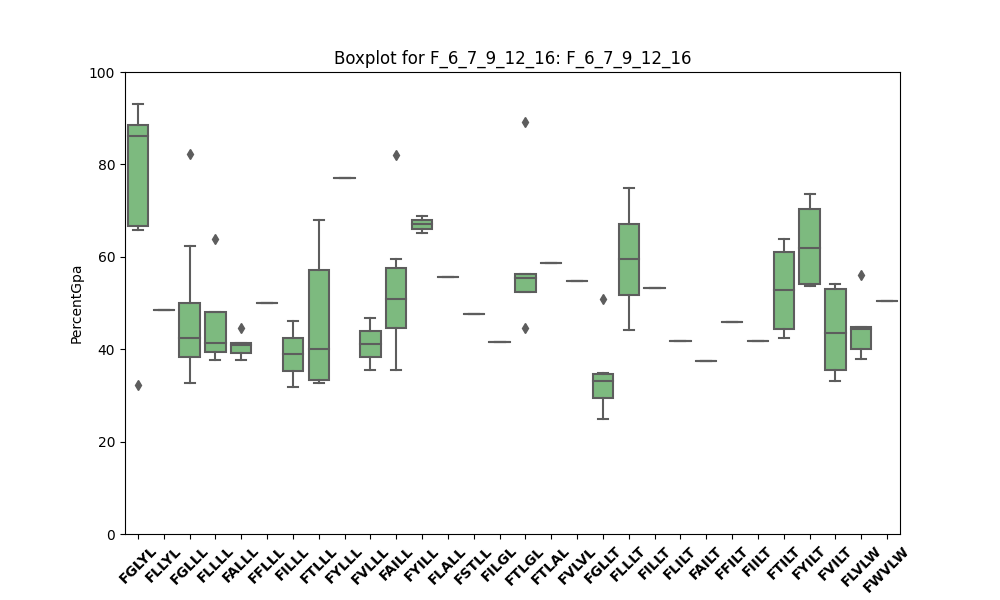 Boxplot for F_6_7_9_12_16: F_6_7_9_12_16
PercentGpa
100
80
60
40
20
0
FGLYL
FLLYL
FGLLL
FLLLL
FALLL
FFLLL
FILLL
FTLLL
FYLLL
FVLLL
FAILL
FYILL
FLALL
FSTLL
FILGL
FTLGL
FTLAL
FVLVL
FGLLT
FLLLT
FILLT
FLILT
FAILT
FFILT
FIILT
FTILT
FYILT
FVILT
FLVLW
FWVLW